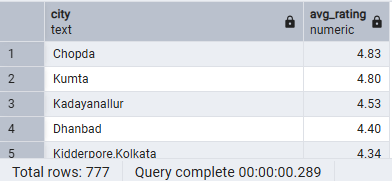 city avg_rating
text numeric
1 Chopda 4.83
2 Kumta 4.80
3 Kadayanallur 4.53
4 Dhanbad 4.40
5 Kidderpore,Kolkata 4.34
Total rows: 777 Query complete 00:00:00.289